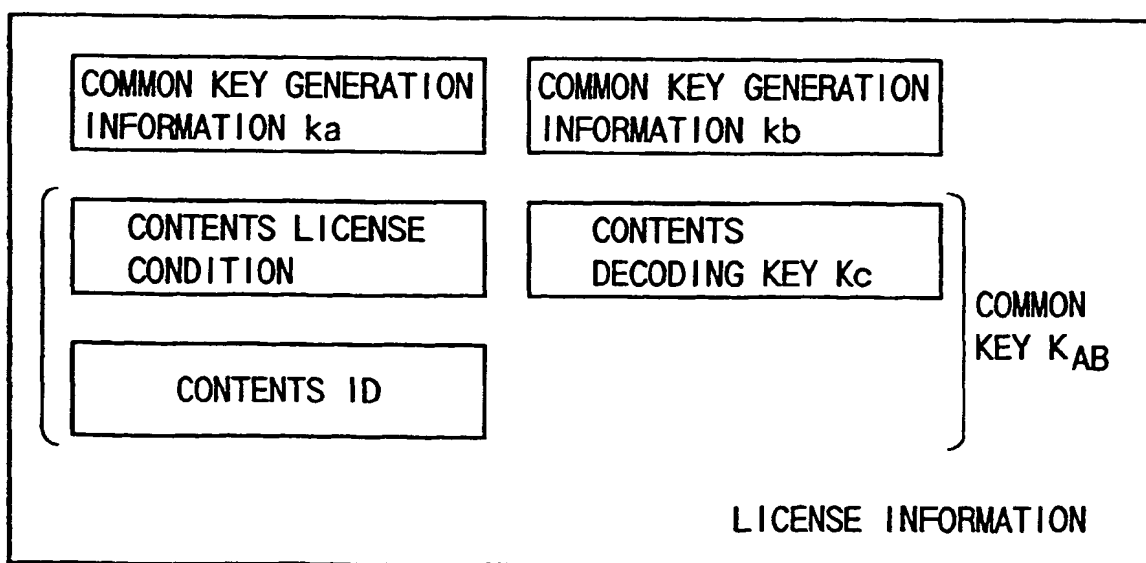 COMMON KEY GENERATION
INFORMATION ka
COMMON KEY GENERATION
INFORMATION kb
CONTENTS LICENSE
CONDITION
CONTENTS
DECODING KEY Kc
CONTENTS ID
COMMON
KEY KAB
LICENSE INFORMATION